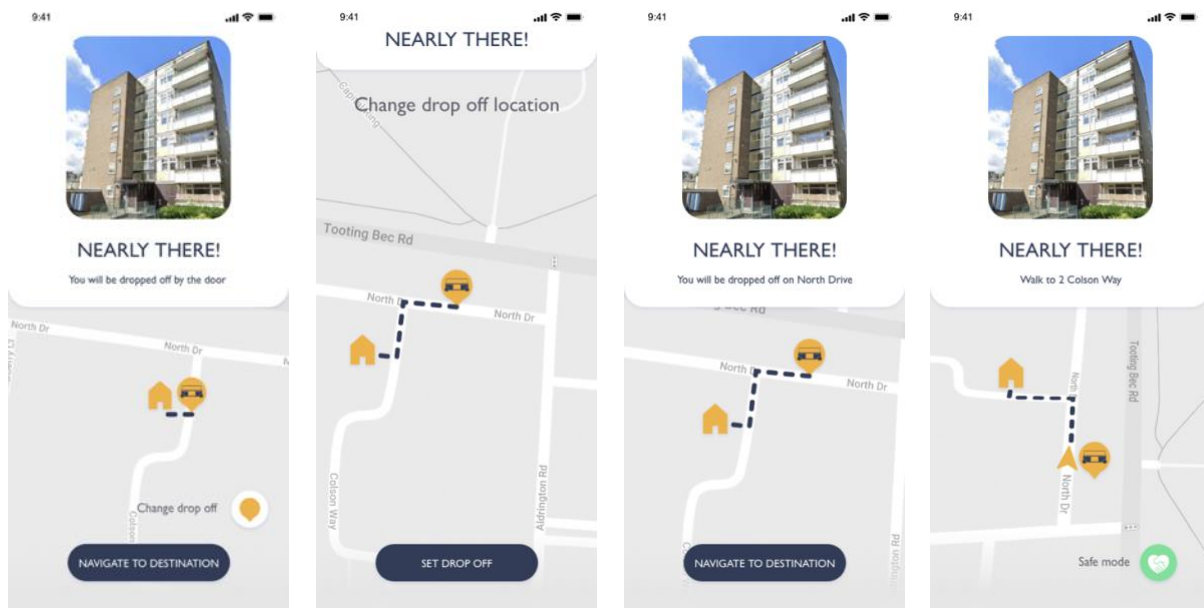 9:41
NEARLY THERE!
You will be dropped off by the door
North Dr
North Dr
Colson
Change drop off
NAVIGATE TO DESTINATION
9:41
NEARLY THERE!
Change drop off location
Tooting Bec Rd
North D
North Dr
Colson Way
Aldrington Rd
SET DROP OFF
9:41
NEARLY THERE!
You will be dropped off on North Drive
North D
North Dr
NAVIGATE TO DESTINATION
9:41
NEARLY THERE!
Walk to 2 Colson Way
Tooting Bec Rd
North
North Dr
Safe mode